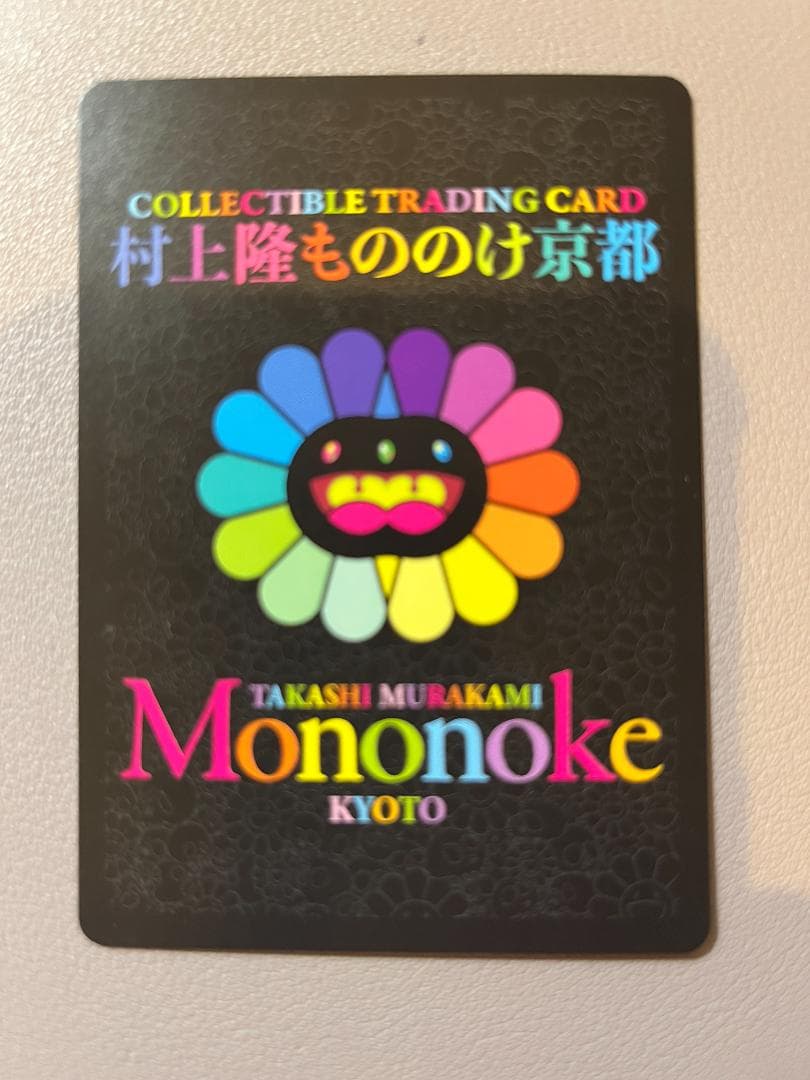 COLLECTIBLE TRADING CARD
村上隆もののけ京都
TAKASHI MURAKAMI
Mononoke
KYOTO